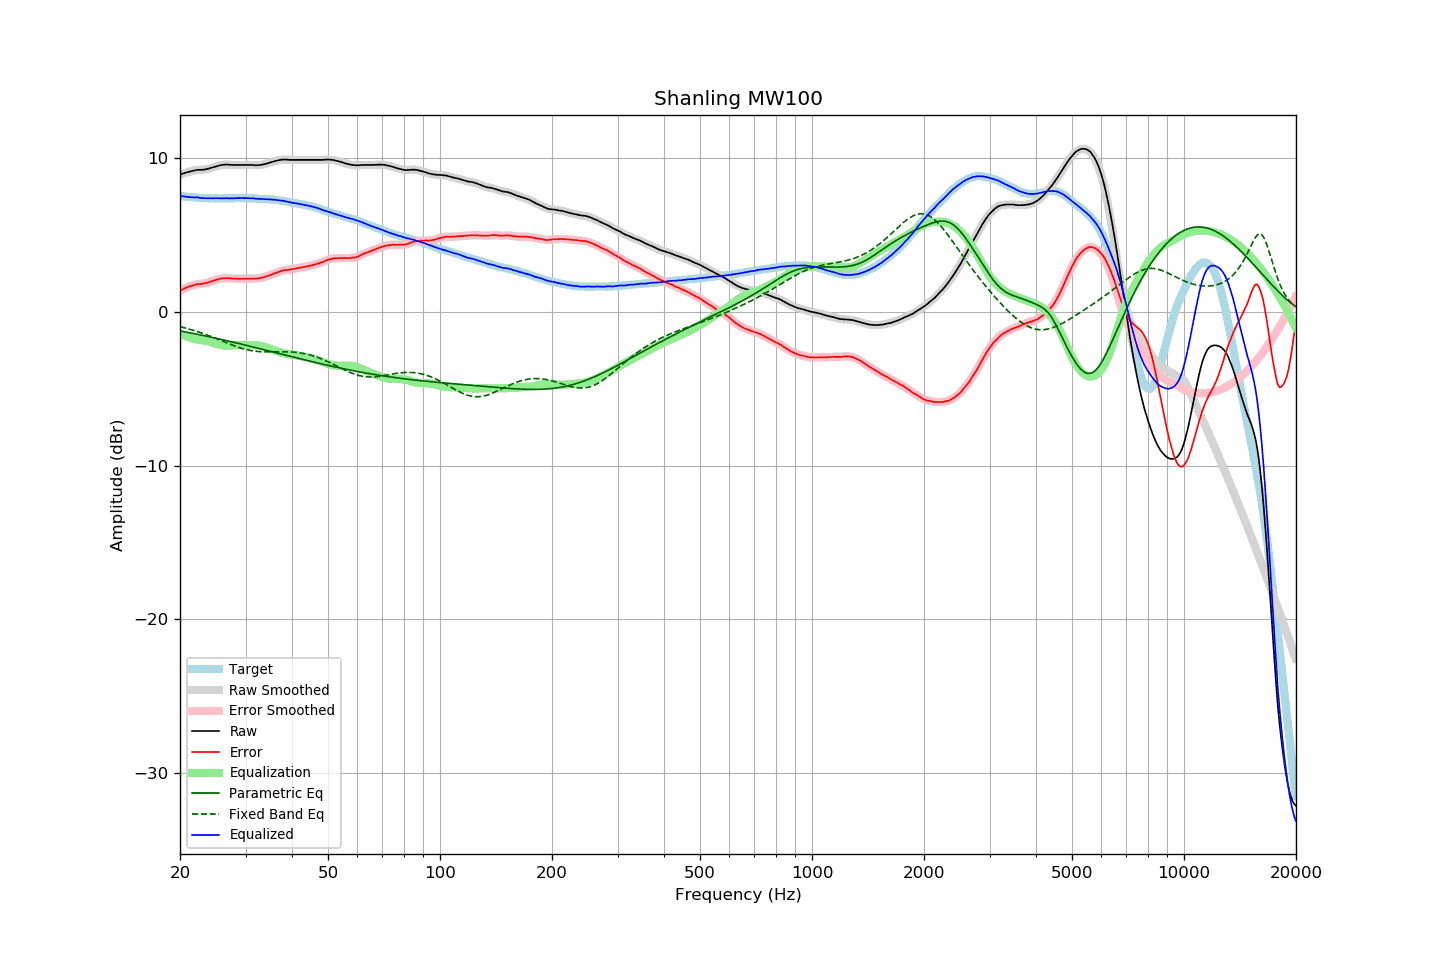 Shanling MW100
Amplitude (dBr)
10
0
−10
−20
−30
Target
Raw Smoothed
Error Smoothed
Raw
Error
Equalization
Parametric Eq
Fixed Band Eq
Equalized
20 50 100 200 500 1000 2000 5000 10000 20000
Frequency (Hz)